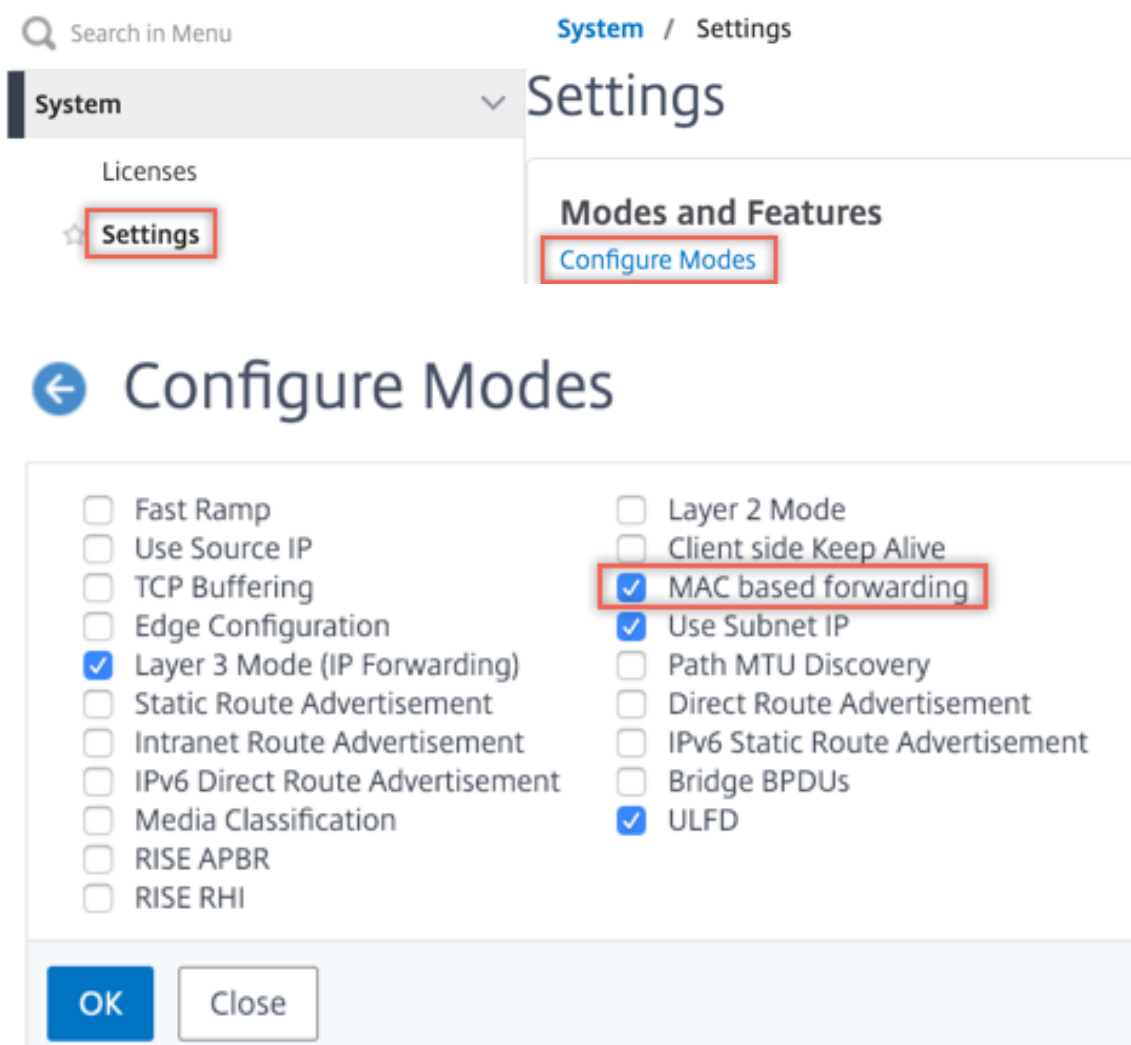 Search in Menu
System
Licenses
Settings
System / Settings
Settings
Modes and Features
Configure Modes
Configure Modes
Fast Ramp
Use Source IP
TCP Buffering
Edge Configuration
Layer 3 Mode (IP Forwarding)
Static Route Advertisement
Intranet Route Advertisement
IPv6 Direct Route Advertisement
Media Classification
RISE APBR
RISE RHI
Layer 2 Mode
Client side Keep Alive
MAC based forwarding
Use Subnet IP
Path MTU Discovery
Direct Route Advertisement
IPv6 Static Route Advertisement
Bridge BPDUs
ULFD
OK
Close